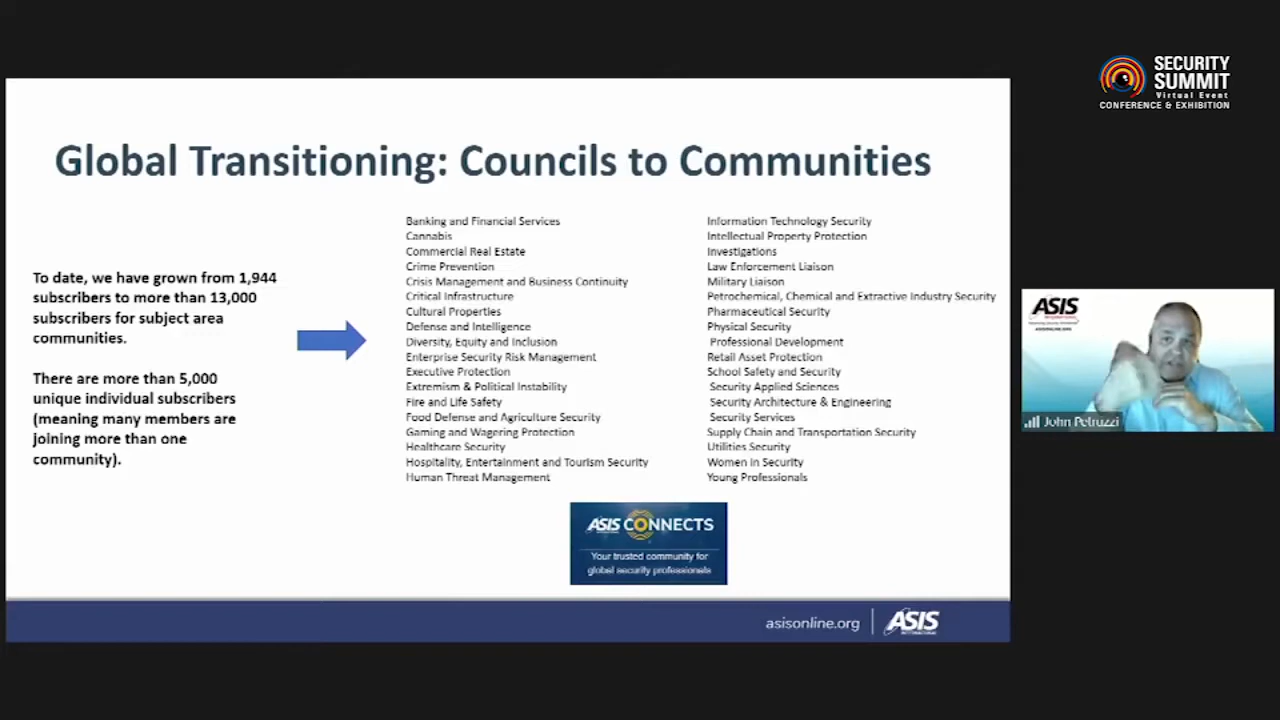 SECURITY
SUMMIT
Virtual Event
CONFERENCE & EXHIBITION
Global Transitioning: Councils to Communities
To date, we have grown from 1,944
subscribers to more than 13,000
subscribers for subject area
communities.
There are more than 5,000
unique individual subscribers
(meaning many members are
joining more than one
community).
Banking and Financial Services
Cannabis
Commercial Real Estate
Crime Prevention
Crisis Management and Business Continuity
Critical Infrastructure
Cultural Properties
Defense and Intelligence
Diversity, Equity and Inclusion
Enterprise Security Risk Management
Executive Protection
Extremism & Political Instability
Fire and Life Safety
Food Defense and Agriculture Security
Gaming and Wagering Protection
Healthcare Security
Hospitality, Entertainment and Tourism Security
Human Threat Management
Information Technology Security
Intellectual Property Protection
Investigations
Law Enforcement Liaison
Military Liaison
Petrochemical, Chemical and Extractive Industry Security
Pharmaceutical Security
Physical Security
Professional Development
Retail Asset Protection
School Safety and Security
Security Applied Sciences
Security Architecture & Engineering
Security Services
Supply Chain and Transportation Security
Utilities Security
Women in Security
Young Professionals
ASIS CONNECTS
Your trusted community for
global security professionals
asisonline.org
ASIS
INTERNATIONAL
ASIS
John Petruzzi